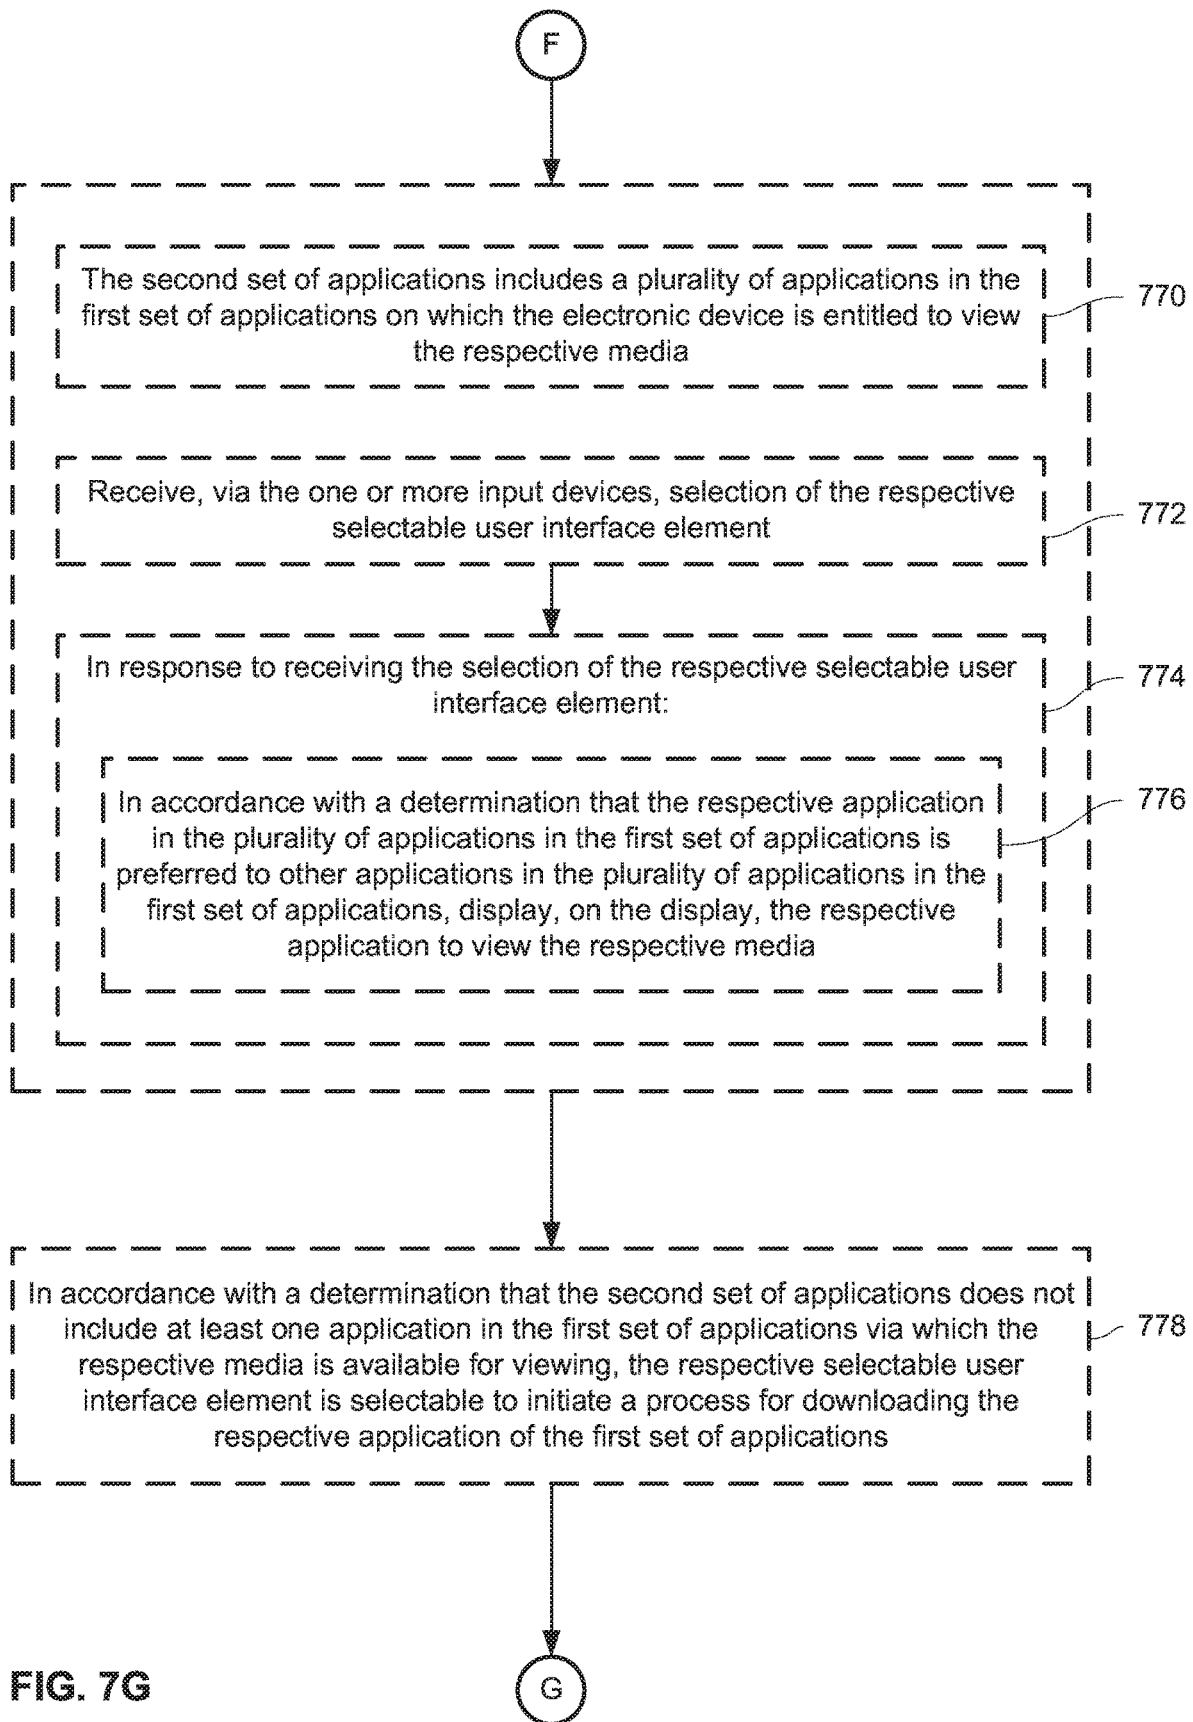 F
The second set of applications includes a plurality of applications in the
first set of applications on which the electronic device is entitled to view
the respective media
770
Receive, via the one or more input devices, selection of the respective
selectable user interface element
772
In response to receiving the selection of the respective selectable user
interface element:
774
In accordance with a determination that the respective application
in the plurality of applications in the first set of applications is
preferred to other applications in the plurality of applications in the
first set of applications, display, on the display, the respective
application to view the respective media
776
In accordance with a determination that the second set of applications does not
include at least one application in the first set of applications via which the
respective media is available for viewing, the respective selectable user
interface element is selectable to initiate a process for downloading the
respective application of the first set of applications
778
FIG. 7G
G